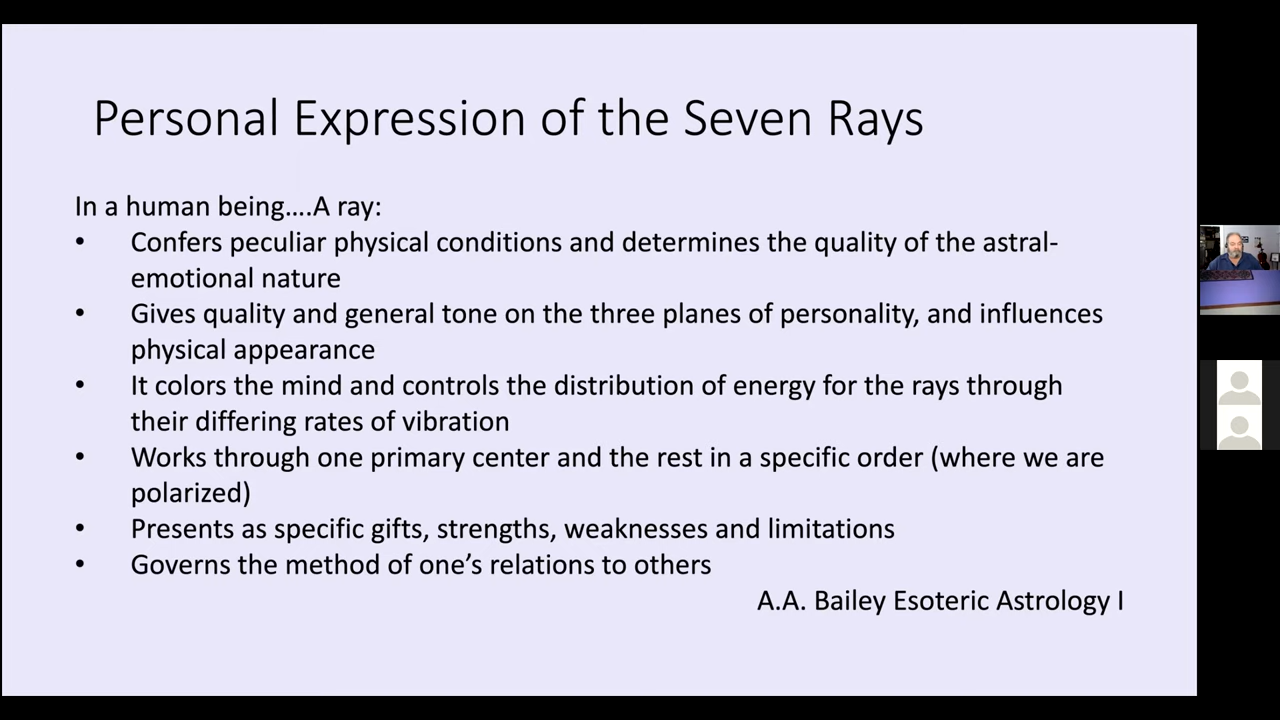 Personal Expression of the Seven Rays
In a human being....A ray:
• Confers peculiar physical conditions and determines the quality of the astral-
emotional nature
• Gives quality and general tone on the three planes of personality, and influences
physical appearance
• It colors the mind and controls the distribution of energy for the rays through
their differing rates of vibration
• Works through one primary center and the rest in a specific order (where we are
polarized)
• Presents as specific gifts, strengths, weaknesses and limitations
• Governs the method of one’s relations to others
A.A. Bailey Esoteric Astrology I